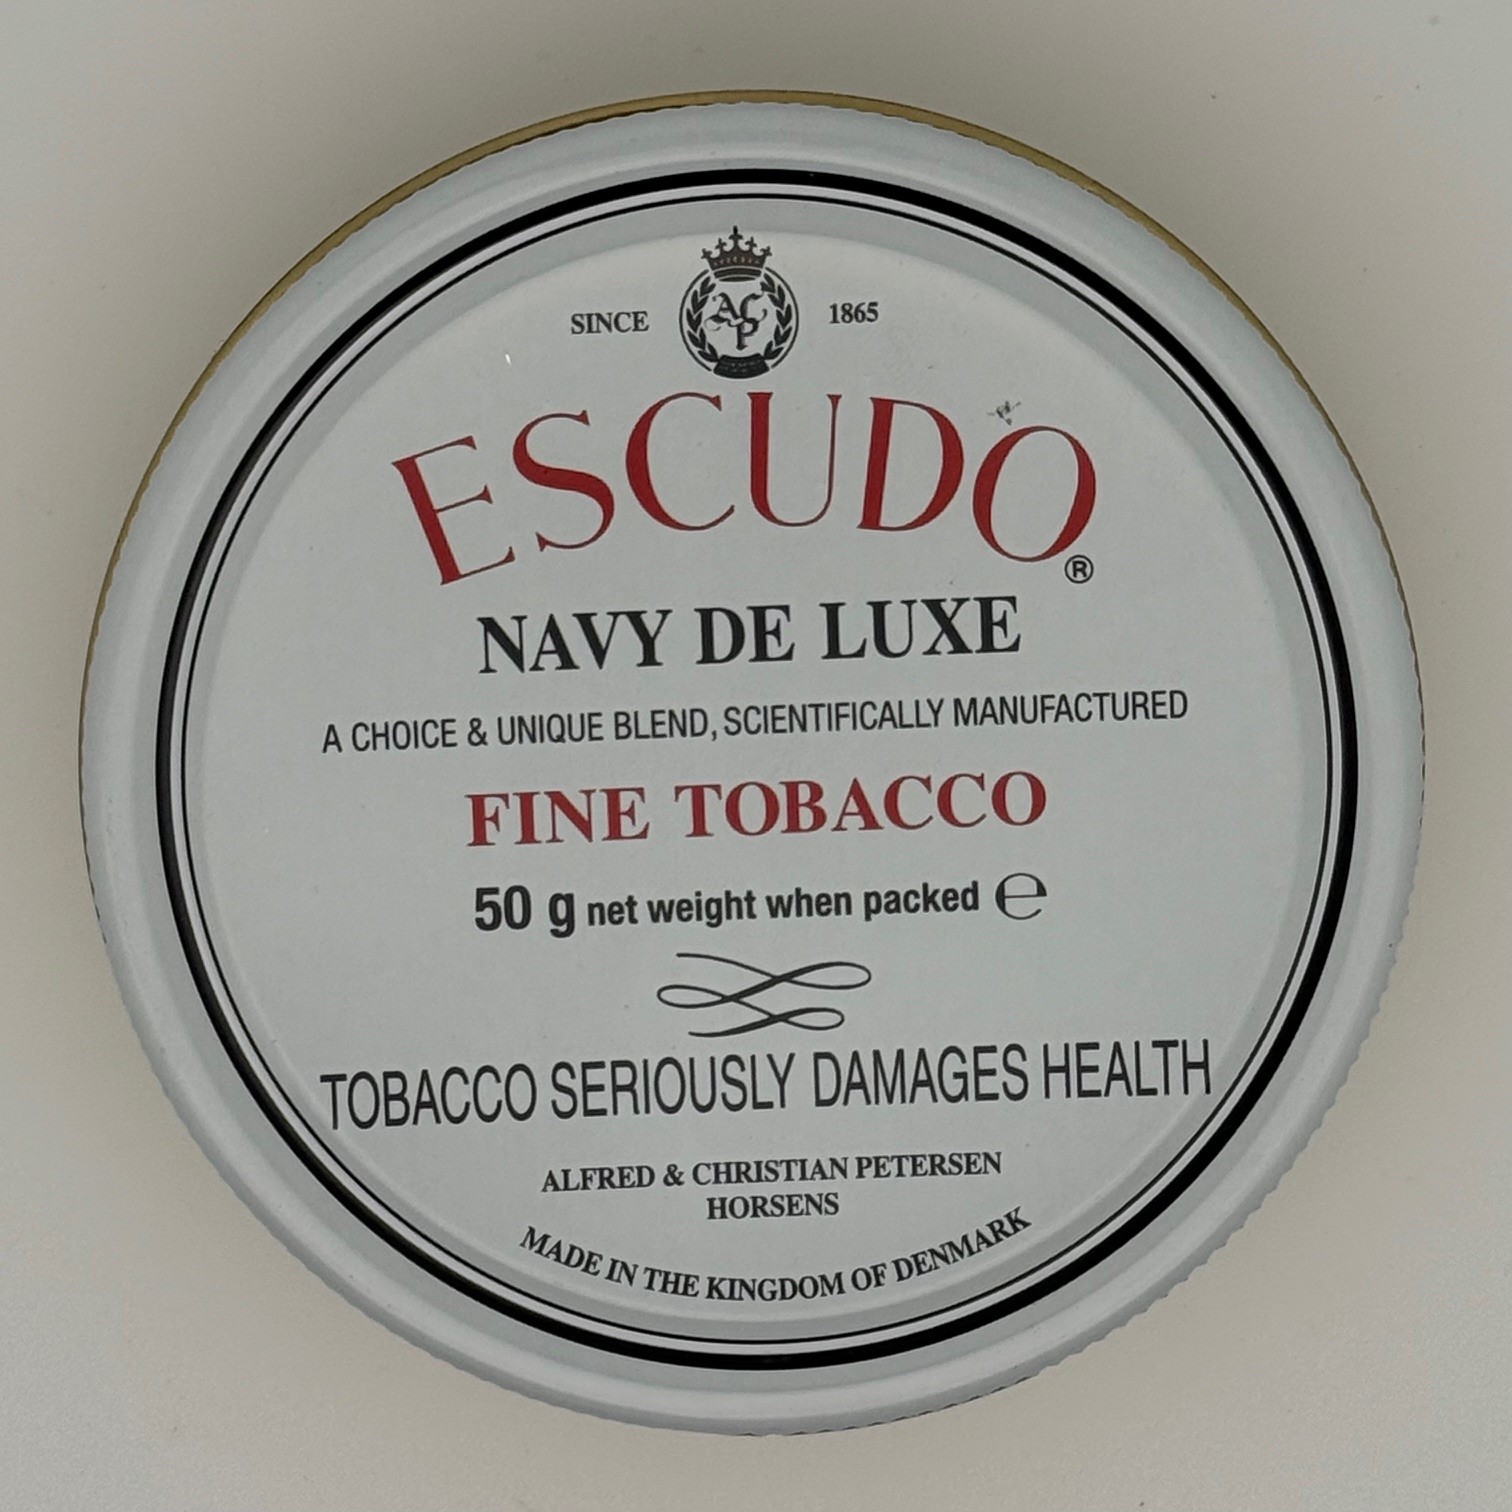 SINCE 1865
ACP
ESCUDO®
NAVY DE LUXE
A CHOICE & UNIQUE BLEND, SCIENTIFICALLY MANUFACTURED
FINE TOBACCO
50 g net weight when packed ℮
TOBACCO SERIOUSLY DAMAGES HEALTH
ALFRED & CHRISTIAN PETERSEN
HORSENS
MADE IN THE KINGDOM OF DENMARK